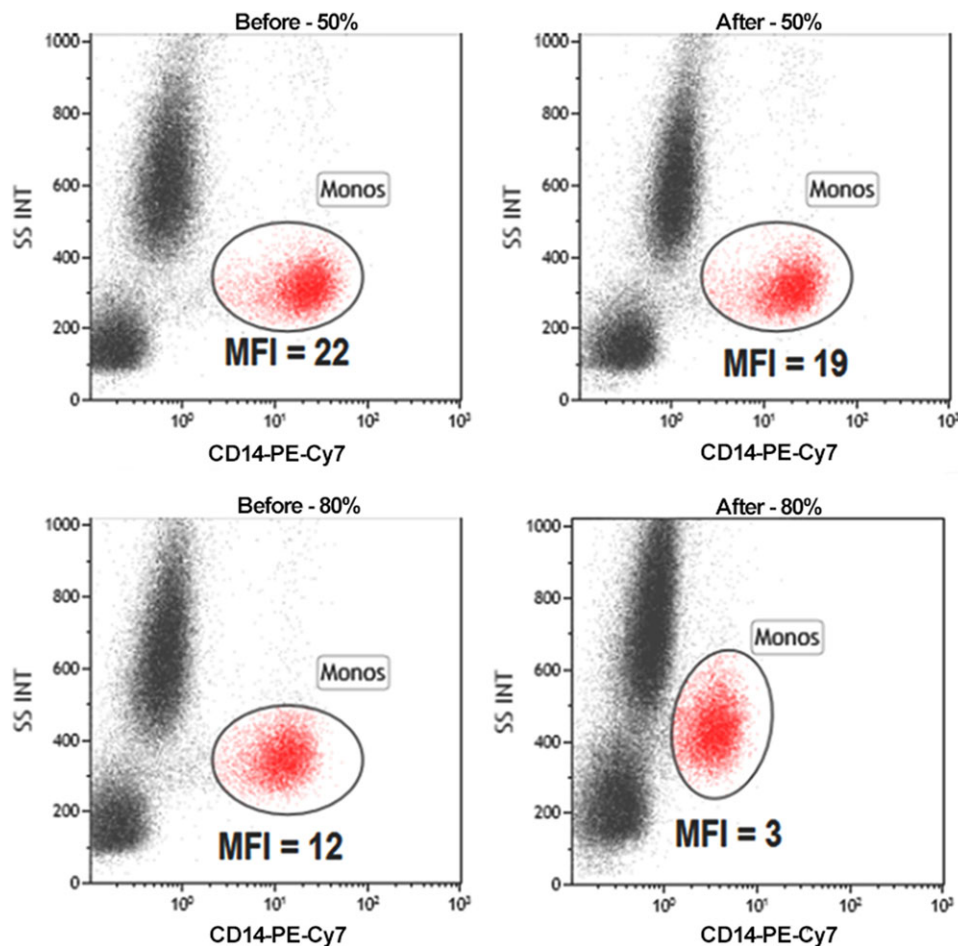 Before - 50%
1000
800
600
400
200
0
SS INT
Monos
MFI = 22
10⁰ 10¹ 10² 10³
CD14-PE-Cy7
After - 50%
1000
800
600
400
200
0
SS INT
Monos
MFI = 19
10⁰ 10¹ 10² 10³
CD14-PE-Cy7
Before - 80%
1000
800
600
400
200
0
SS INT
Monos
MFI = 12
10⁰ 10¹ 10² 10³
CD14-PE-Cy7
After - 80%
1000
800
600
400
200
0
SS INT
Monos
MFI = 3
10⁰ 10¹ 10² 10³
CD14-PE-Cy7